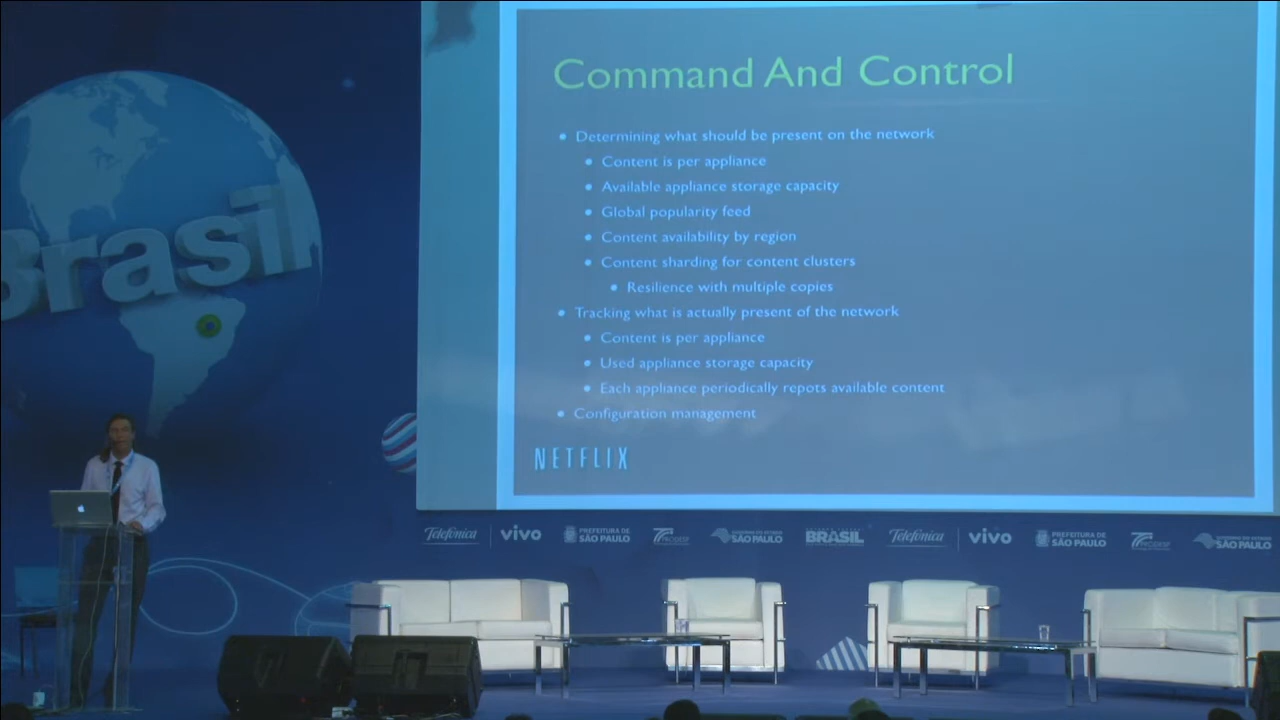 Command And Control
• Determining what should be present on the network
• Content is per appliance
• Available appliance storage capacity
• Global popularity feed
• Content availability by region
• Content sharding for content clusters
• Resilience with multiple copies
• Tracking what is actually present of the network
• Content is per appliance
• Used appliance storage capacity
• Each appliance periodically repots available content
• Configuration management
NETFLIX
Brasil
Telefónica vivo PREFEITURA DE SÃO PAULO SÃO PAULO BRASIL Telefónica vivo PREFEITURA DE SÃO PAULO SÃO PAULO